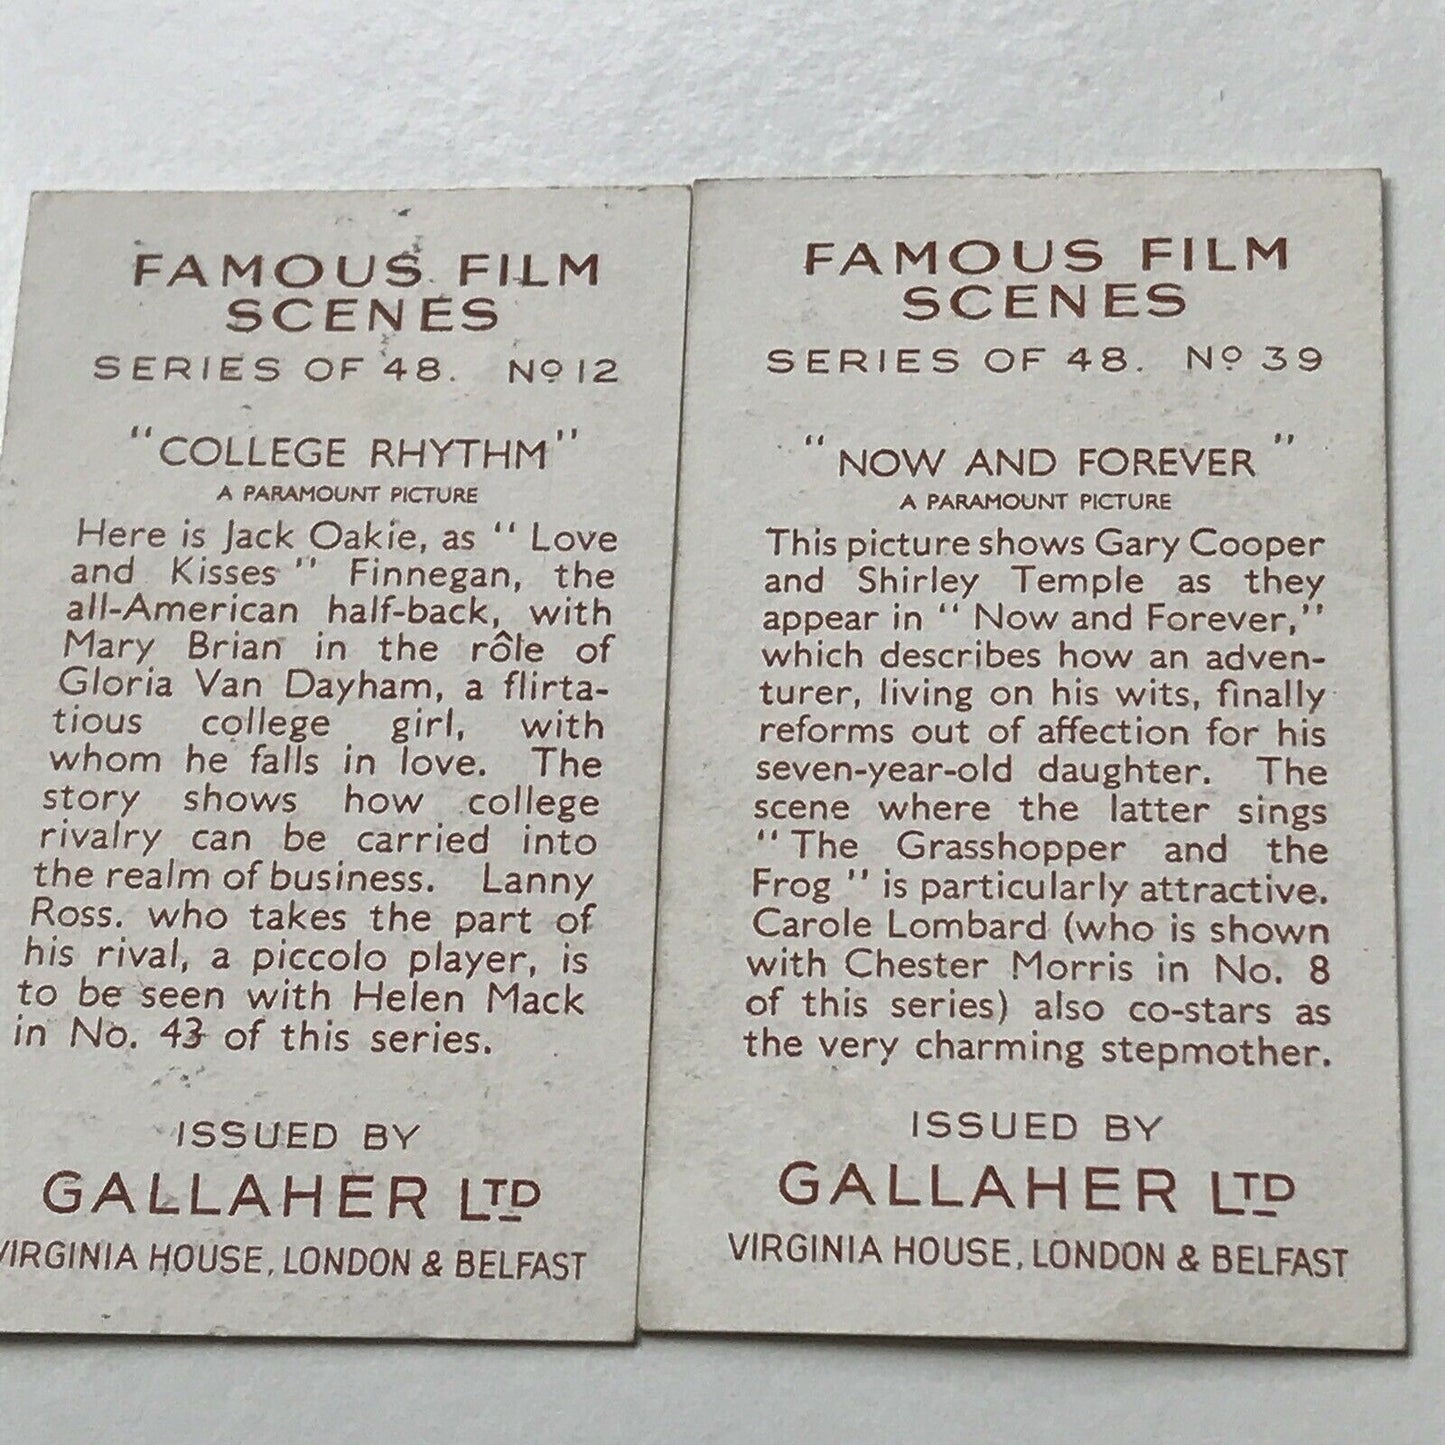 FAMOUS FILM
SCENES
SERIES OF 48. Nº 12
"COLLEGE RHYTHM"
A PARAMOUNT PICTURE
Here is Jack Oakie, as "Love
and Kisses" Finnegan, the
all-American half-back, with
Mary Brian in the rôle of
Gloria Van Dayham, a flirta-
tious college girl, with
whom he falls in love. The
story shows how college
rivalry can be carried into
the realm of business. Lanny
Ross. who takes the part of
his rival, a piccolo player, is
to be seen with Helen Mack
in No. 43 of this series.
ISSUED BY
GALLAHER LTD
VIRGINIA HOUSE, LONDON & BELFAST
FAMOUS FILM
SCENES
SERIES OF 48. Nº 39
"NOW AND FOREVER"
A PARAMOUNT PICTURE
This picture shows Gary Cooper
and Shirley Temple as they
appear in "Now and Forever,"
which describes how an adven-
turer, living on his wits, finally
reforms out of affection for his
seven-year-old daughter. The
scene where the latter sings
"The Grasshopper and the
Frog" is particularly attractive.
Carole Lombard (who is shown
with Chester Morris in No. 8
of this series) also co-stars as
the very charming stepmother.
ISSUED BY
GALLAHER LTD
VIRGINIA HOUSE, LONDON & BELFAST